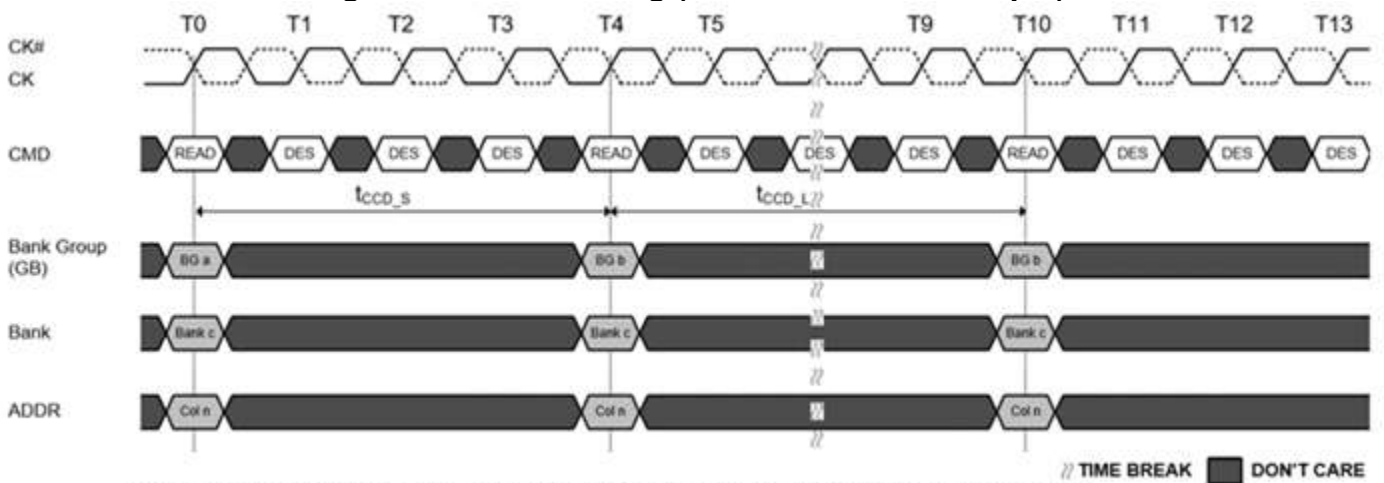 T0 T1 T2 T3 T4 T5 T9 T10 T11 T12 T13
CK#
CK
CMD READ DES DES DES READ DES DES DES READ DES DES DES
tCCD_S tCCD_L
Bank Group
(GB)
BG a BG b BG b
Bank Bank c Bank c Bank c
ADDR Col n Col n Col n
TIME BREAK DON'T CARE